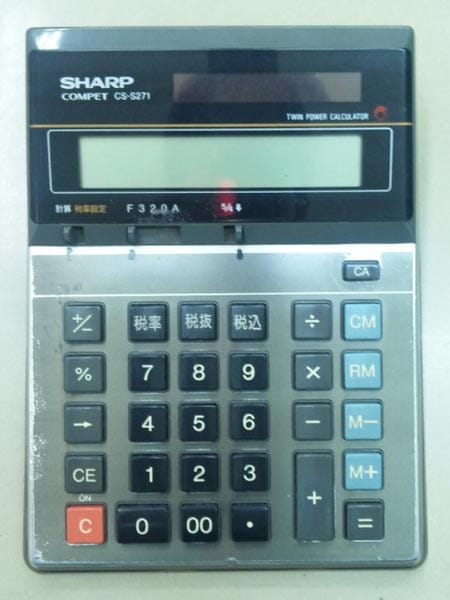 SHARP
COMPET CS-S271
TWIN POWER CALCULATOR
計算 税率設定 F 3 2 0 A 5/4
CA
+/− 税率 税抜 税込 ÷ CM
% 7 8 9 × RM
→ 4 5 6 − M−
CE 1 2 3 + M+
ON
C 0 00 • =